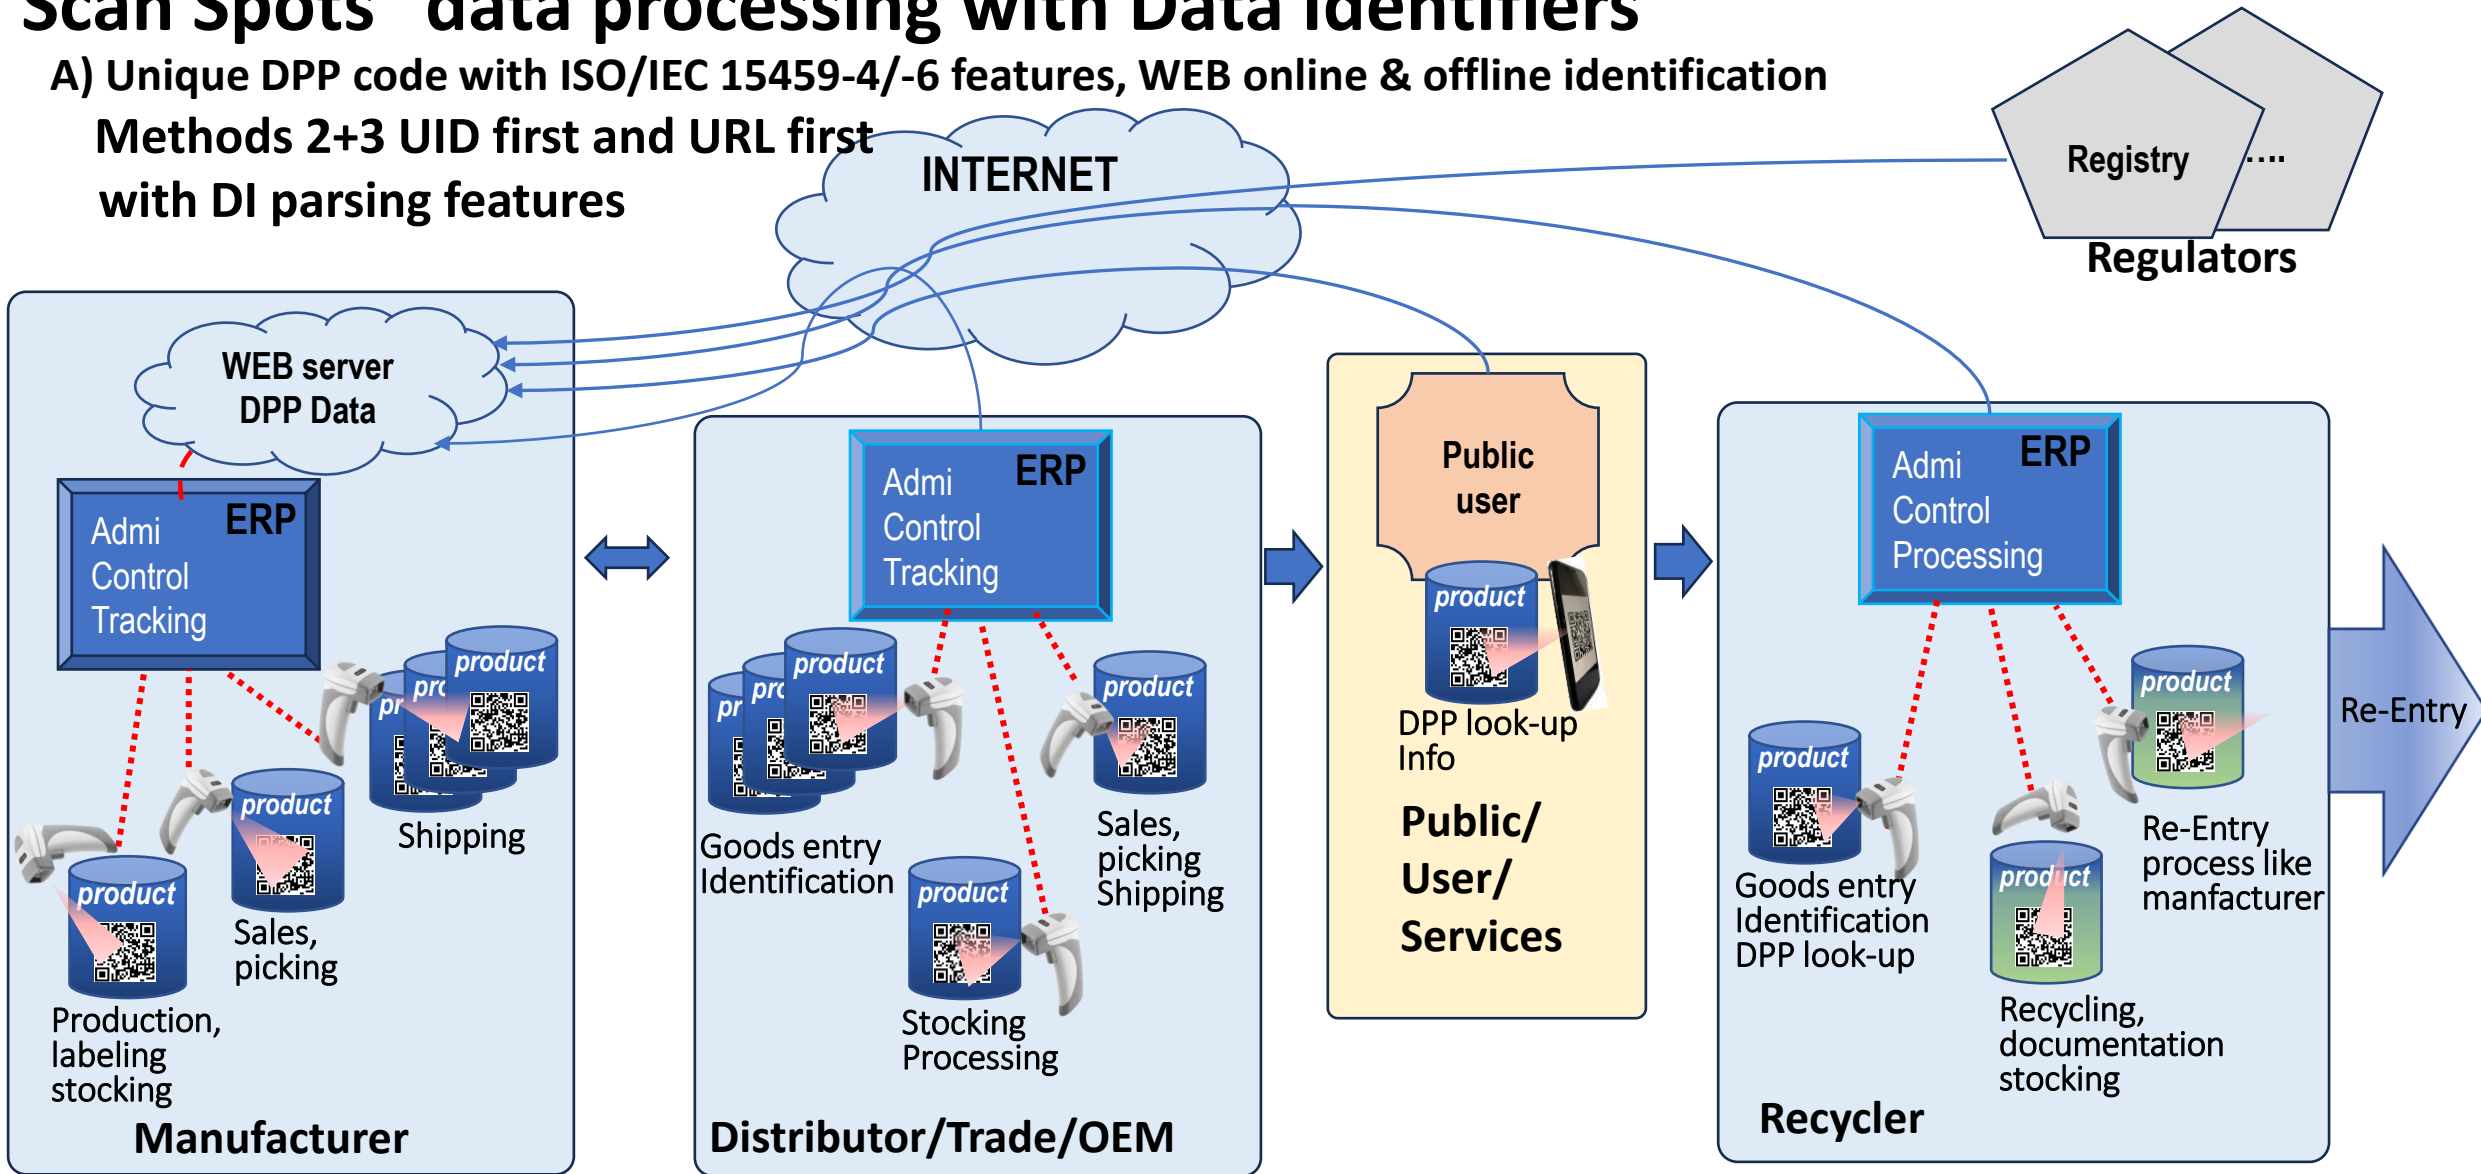 Scan Spots" data processing with Data Identifiers
A) Unique DPP code with ISO/IEC 15459-4/-6 features, WEB online & offline identification
Methods 2+3 UID first and URL first
with DI parsing features
INTERNET
Registry
....
Regulators
WEB server
DPP Data
ERP
Admi
Control
Tracking
product
pro
pr
Shipping
product
Sales,
picking
product
Production,
labeling
stocking
Manufacturer
ERP
Admi
Control
Tracking
product
pro
pr
Goods entry
Identification
product
Stocking
Processing
product
Sales,
picking
Shipping
Distributor/Trade/OEM
Public
user
product
DPP look-up
Info
Public/
User/
Services
ERP
Admi
Control
Processing
product
Goods entry
Identification
DPP look-up
product
Recycling,
documentation
stocking
product
Re-Entry
process like
manfacturer
Recycler
Re-Entry